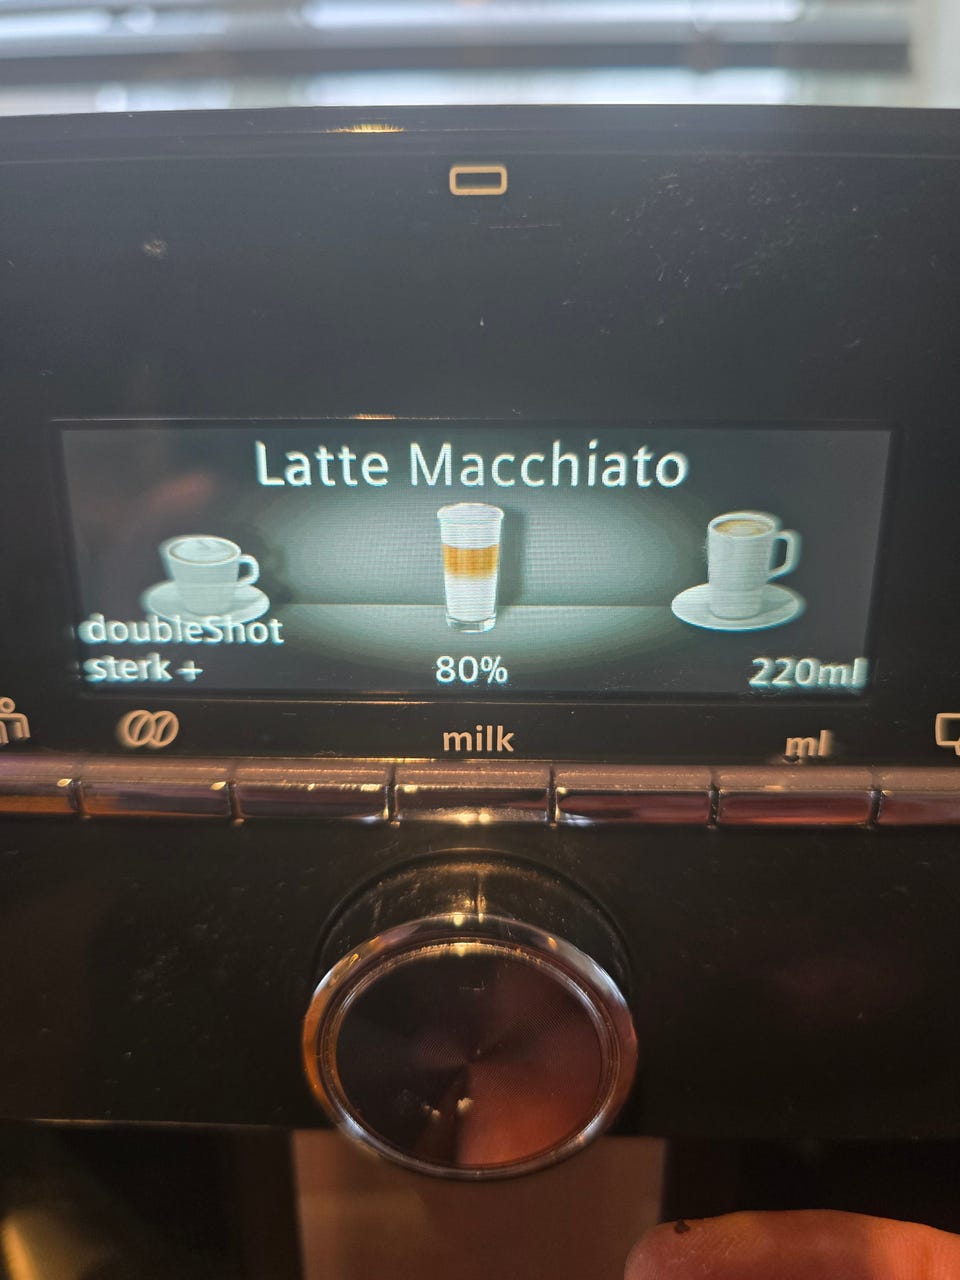 Latte Macchiato
doubleShot
sterk +
80%
220ml
milk
ml